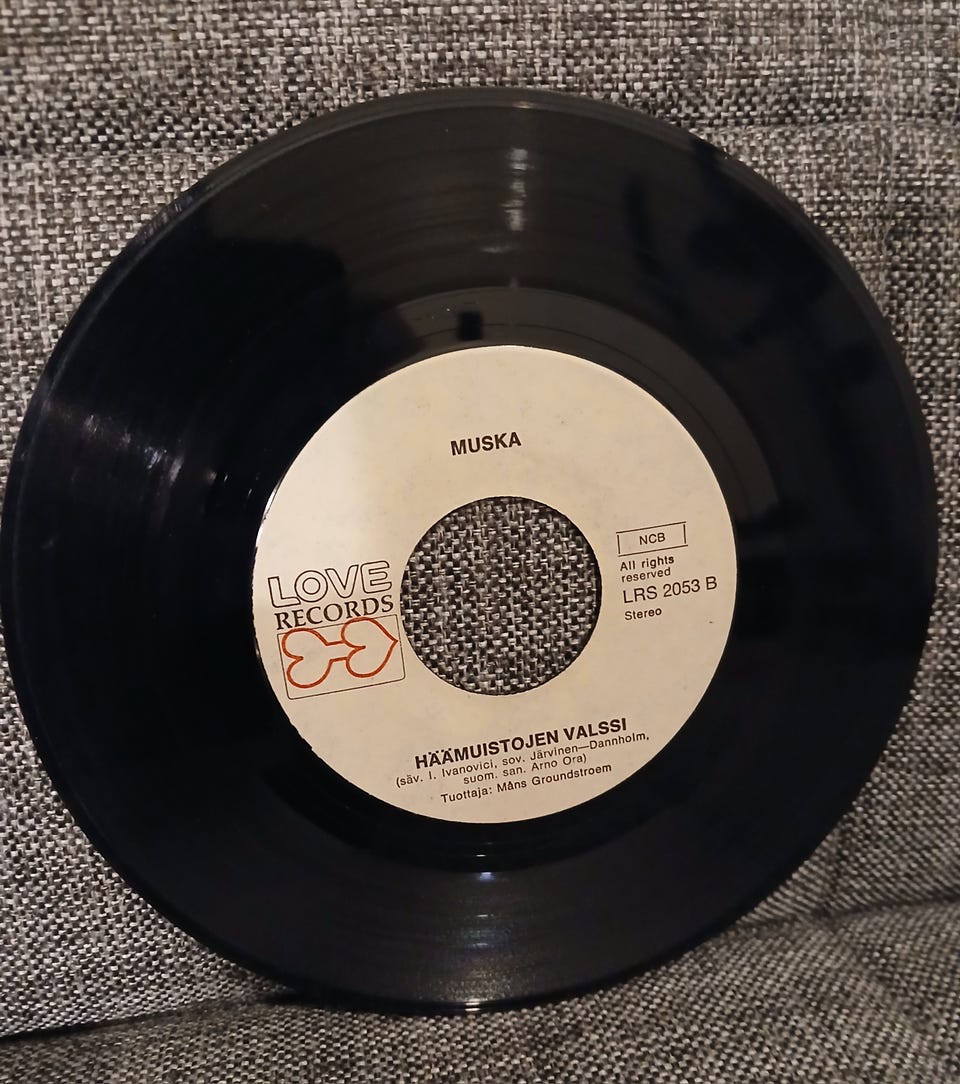 MUSKA
LOVE
RECORDS
NCB
All rights
reserved
LRS 2053 B
Stereo
HÄÄMUISTOJEN VALSSI
(säv. I. Ivanovici, sov. Järvinen—Dannholm,
suom. san. Arno Ora)
Tuottaja: Måns Groundstroem